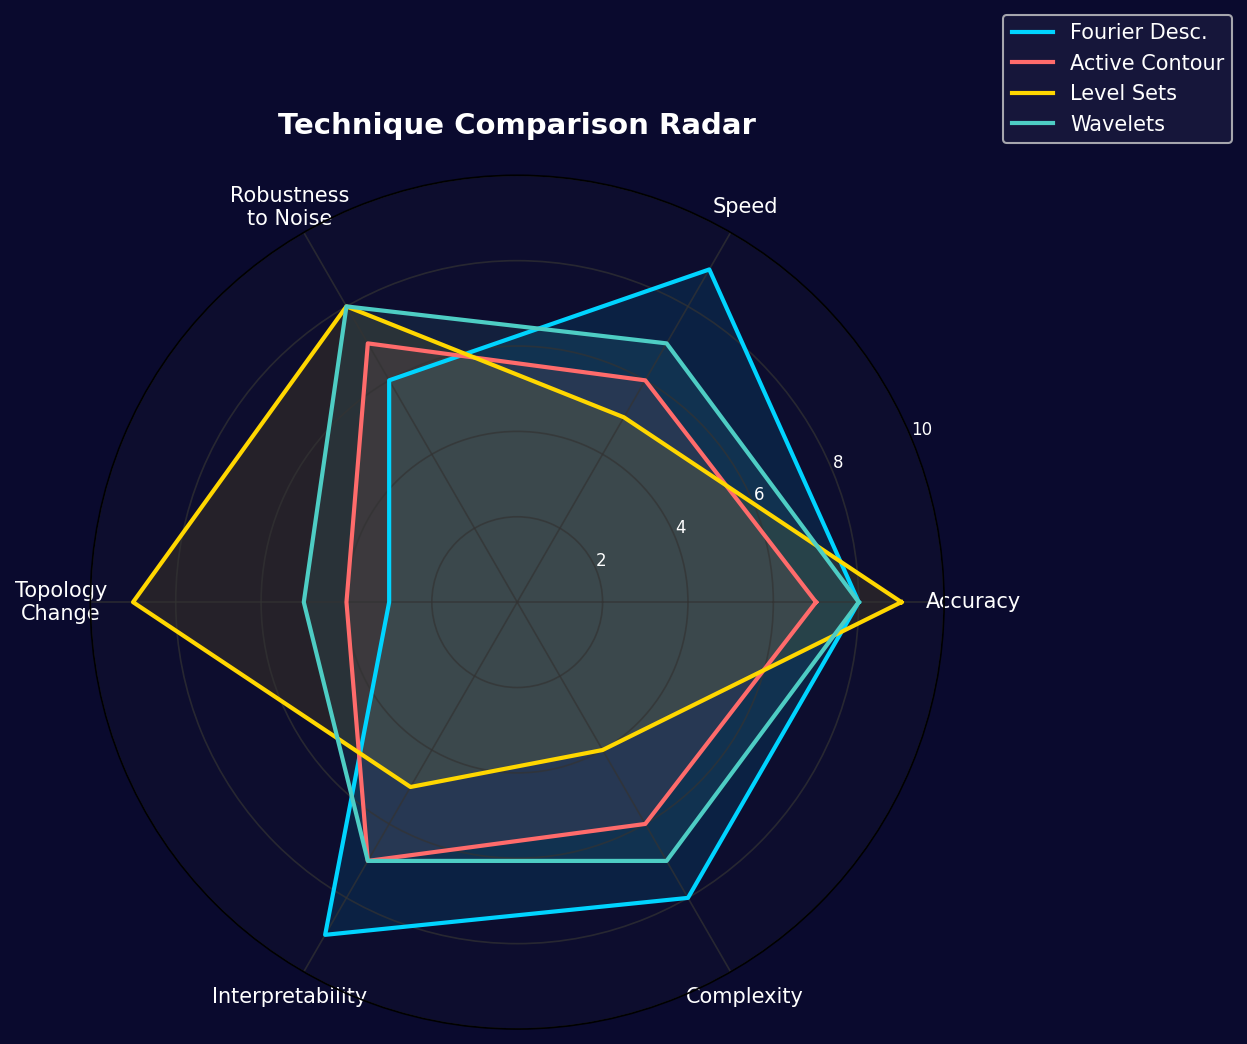 Fourier Desc.
Active Contour
Level Sets
Wavelets
Technique Comparison Radar
Robustness
to Noise
Speed
10
8
6
4
2
Topology
Change
Accuracy
Interpretability
Complexity